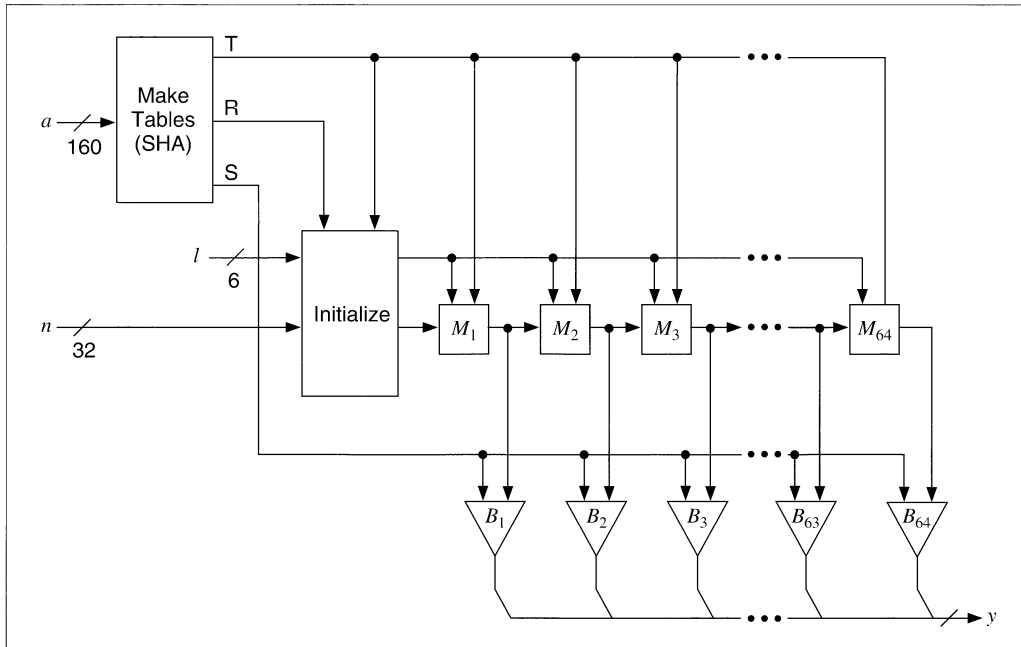 T
Make
Tables
(SHA)
R
a
160
S
l
6
Initialize
n
32
M₁
M₂
M₃
M₆₄
B₁
B₂
B₃
B₆₃
B₆₄
y